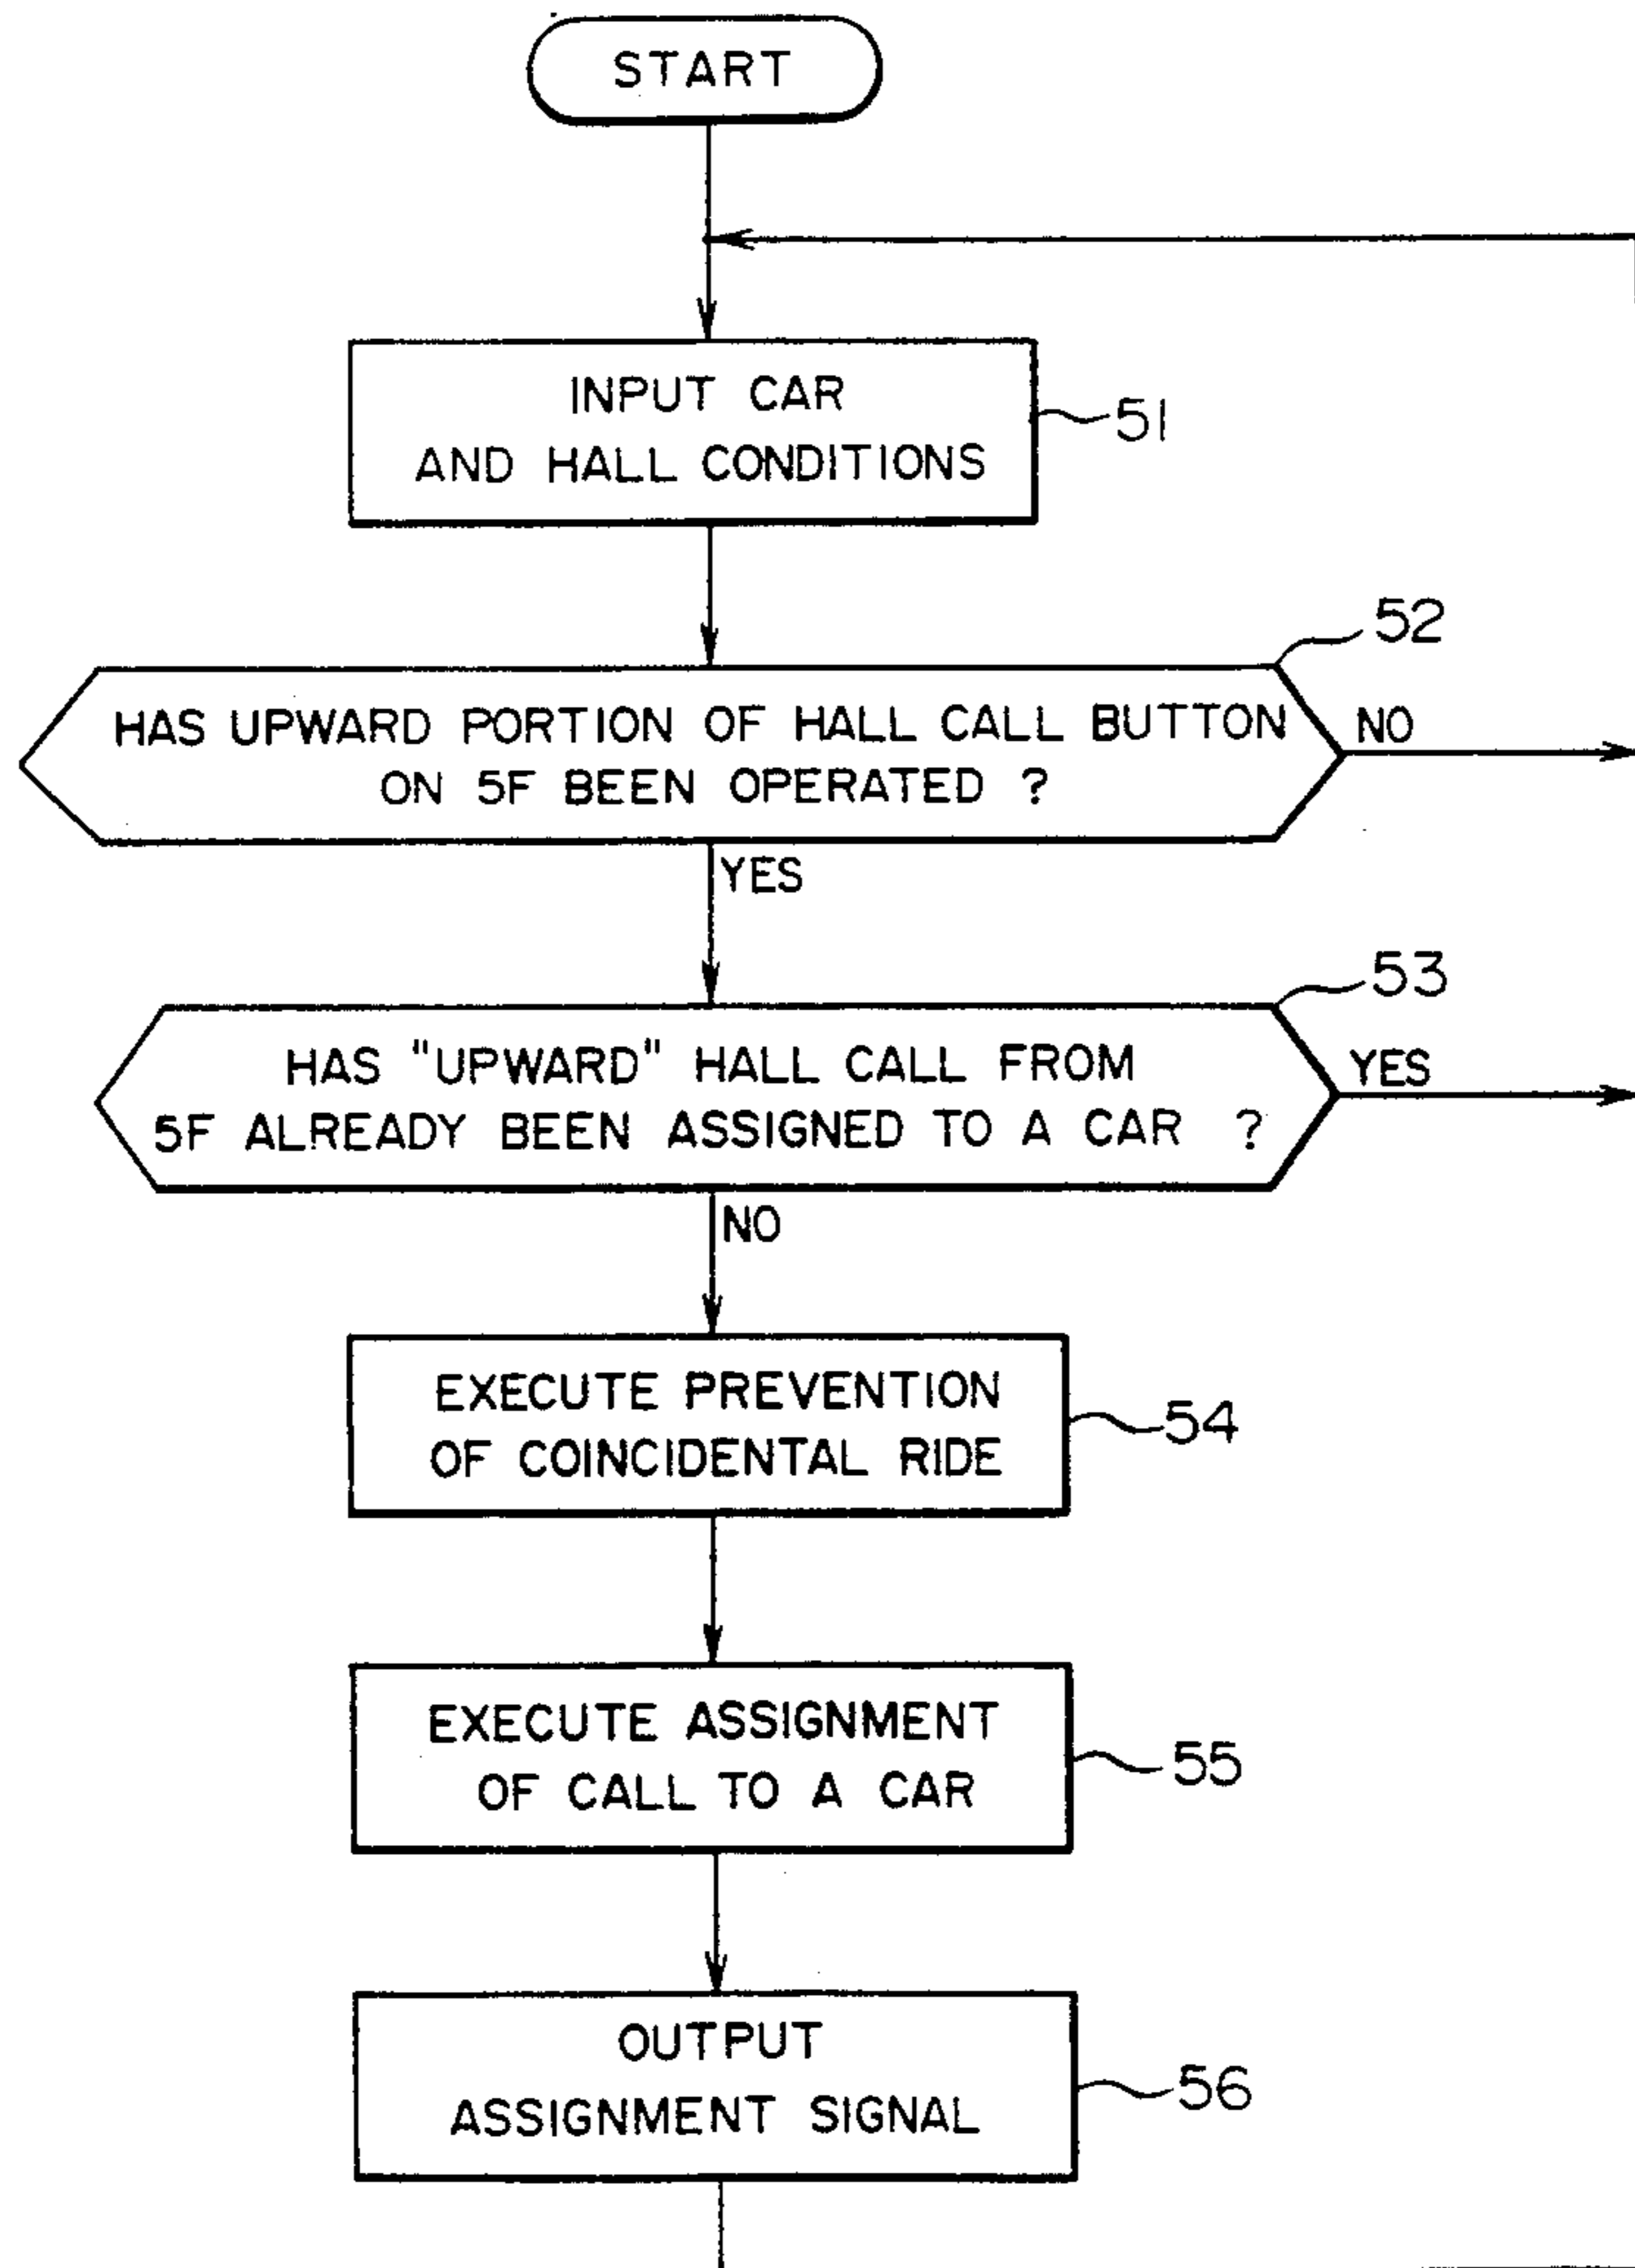 START
INPUT CAR
AND HALL CONDITIONS
51
52
HAS UPWARD PORTION OF HALL CALL BUTTON
ON 5F BEEN OPERATED ?
NO
YES
53
HAS "UPWARD" HALL CALL FROM
5F ALREADY BEEN ASSIGNED TO A CAR ?
YES
NO
EXECUTE PREVENTION
OF COINCIDENTAL RIDE
54
EXECUTE ASSIGNMENT
OF CALL TO A CAR
55
OUTPUT
ASSIGNMENT SIGNAL
56